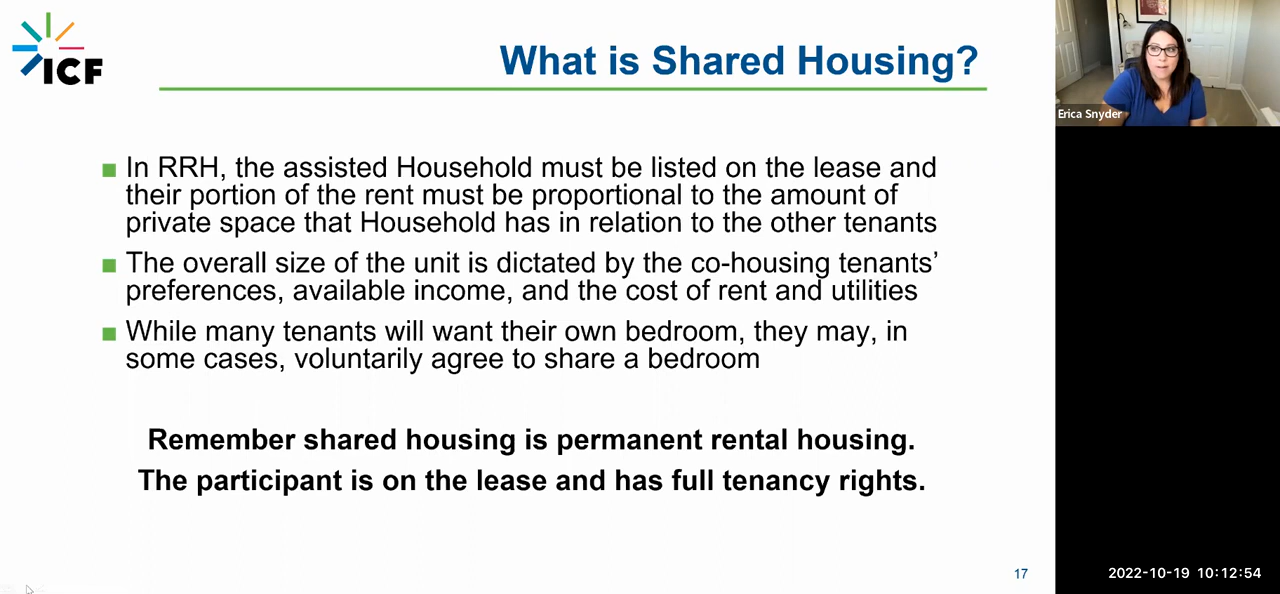 ICF
What is Shared Housing?
Erica Snyder
In RRH, the assisted Household must be listed on the lease and
their portion of the rent must be proportional to the amount of
private space that Household has in relation to the other tenants
The overall size of the unit is dictated by the co-housing tenants’
preferences, available income, and the cost of rent and utilities
While many tenants will want their own bedroom, they may, in
some cases, voluntarily agree to share a bedroom
Remember shared housing is permanent rental housing.
The participant is on the lease and has full tenancy rights.
17
2022-10-19 10:12:54